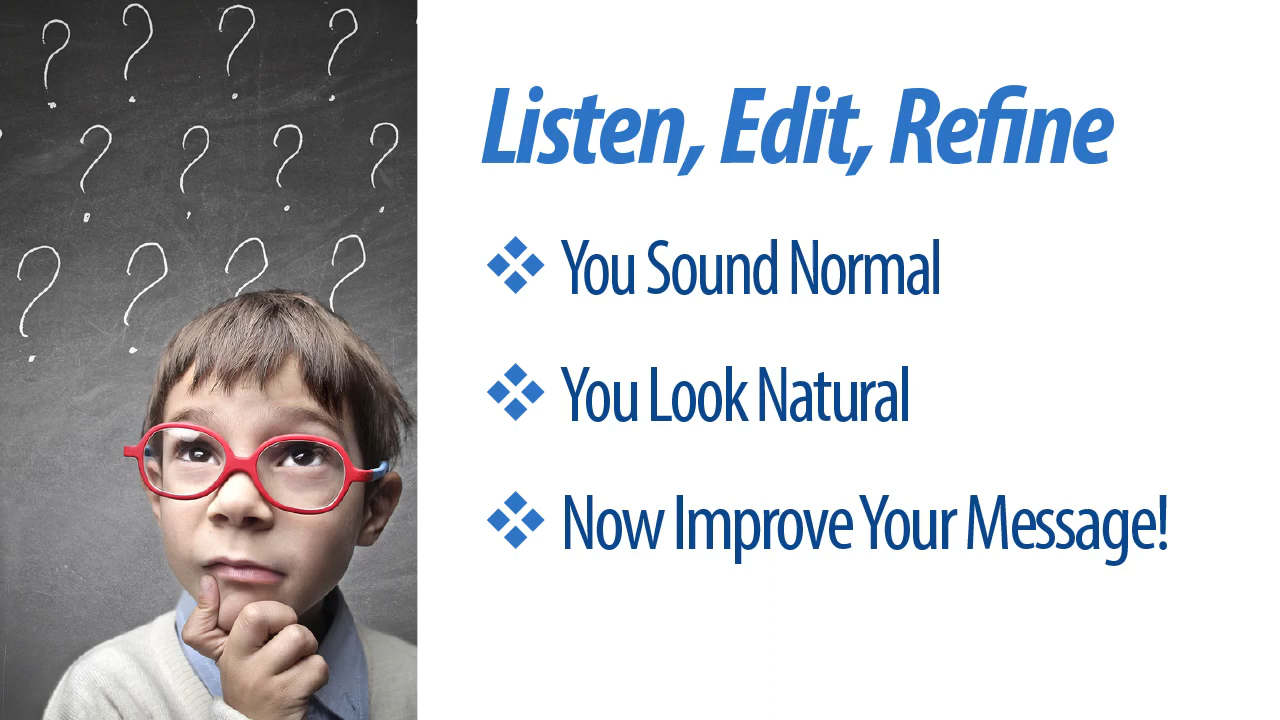 ? ? ? ?
? ? ? ?
? ? ? ?
Listen, Edit, Refine
You Sound Normal
You Look Natural
Now Improve Your Message!